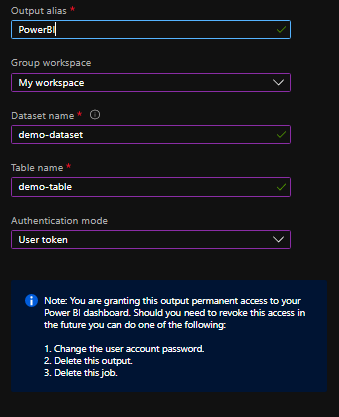 Output alias *
PowerBI
Group workspace
My workspace
Dataset name *
demo-dataset
Table name *
demo-table
Authentication mode
User token
Note: You are granting this output permanent access to your
Power BI dashboard. Should you need to revoke this access in
the future you can do one of the following:
1. Change the user account password.
2. Delete this output.
3. Delete this job.